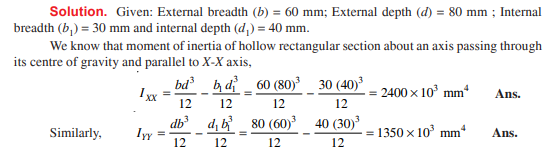 Solution. Given: External breadth (b) = 60 mm; External depth (d) = 80 mm ; Internal
breadth (b₁) = 30 mm and internal depth (d₁) = 40 mm.
We know that moment of inertia of hollow rectangular section about an axis passing through
its centre of gravity and parallel to X-X axis,
I_XX = bd³/12 − b₁d₁³/12 = 60 (80)³/12 − 30 (40)³/12 = 2400 × 10³ mm⁴ Ans.
Similarly, I_YY = db³/12 − d₁b₁³/12 = 80 (60)³/12 − 40 (30)³/12 = 1350 × 10³ mm⁴ Ans.